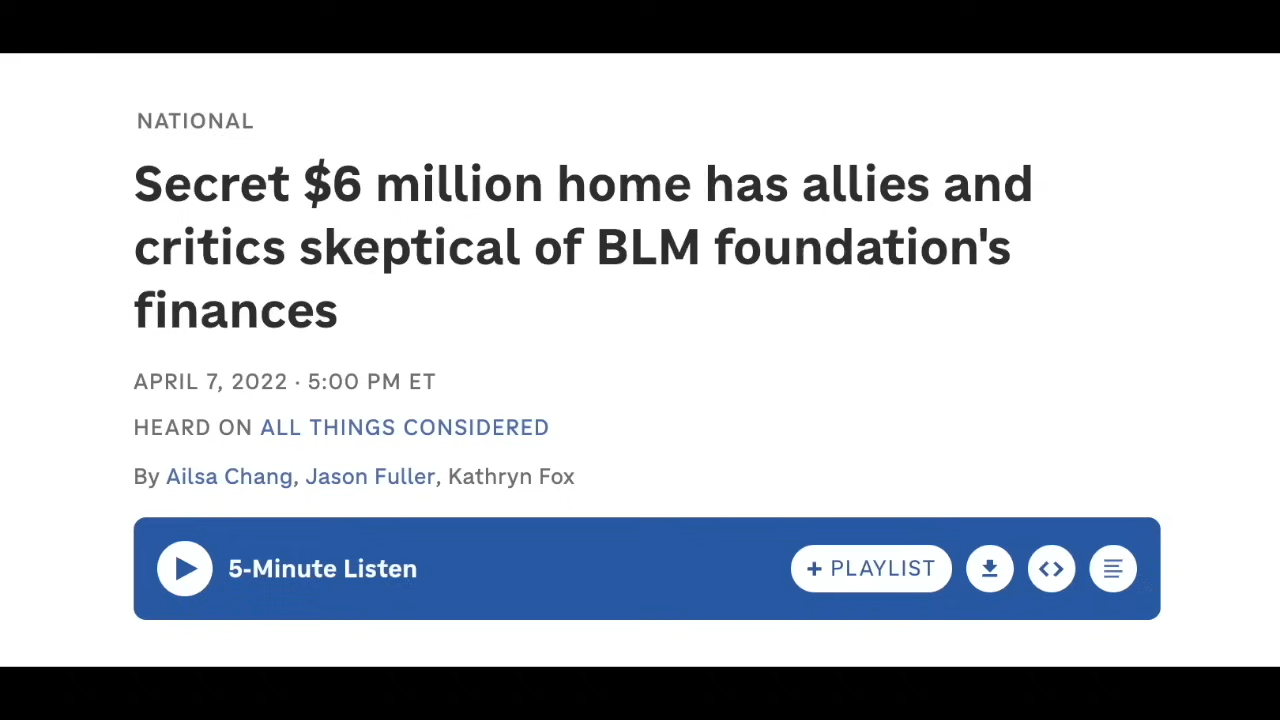 NATIONAL
Secret $6 million home has allies and
critics skeptical of BLM foundation's
finances
APRIL 7, 2022 · 5:00 PM ET
HEARD ON ALL THINGS CONSIDERED
By Ailsa Chang, Jason Fuller, Kathryn Fox
5-Minute Listen
+ PLAYLIST